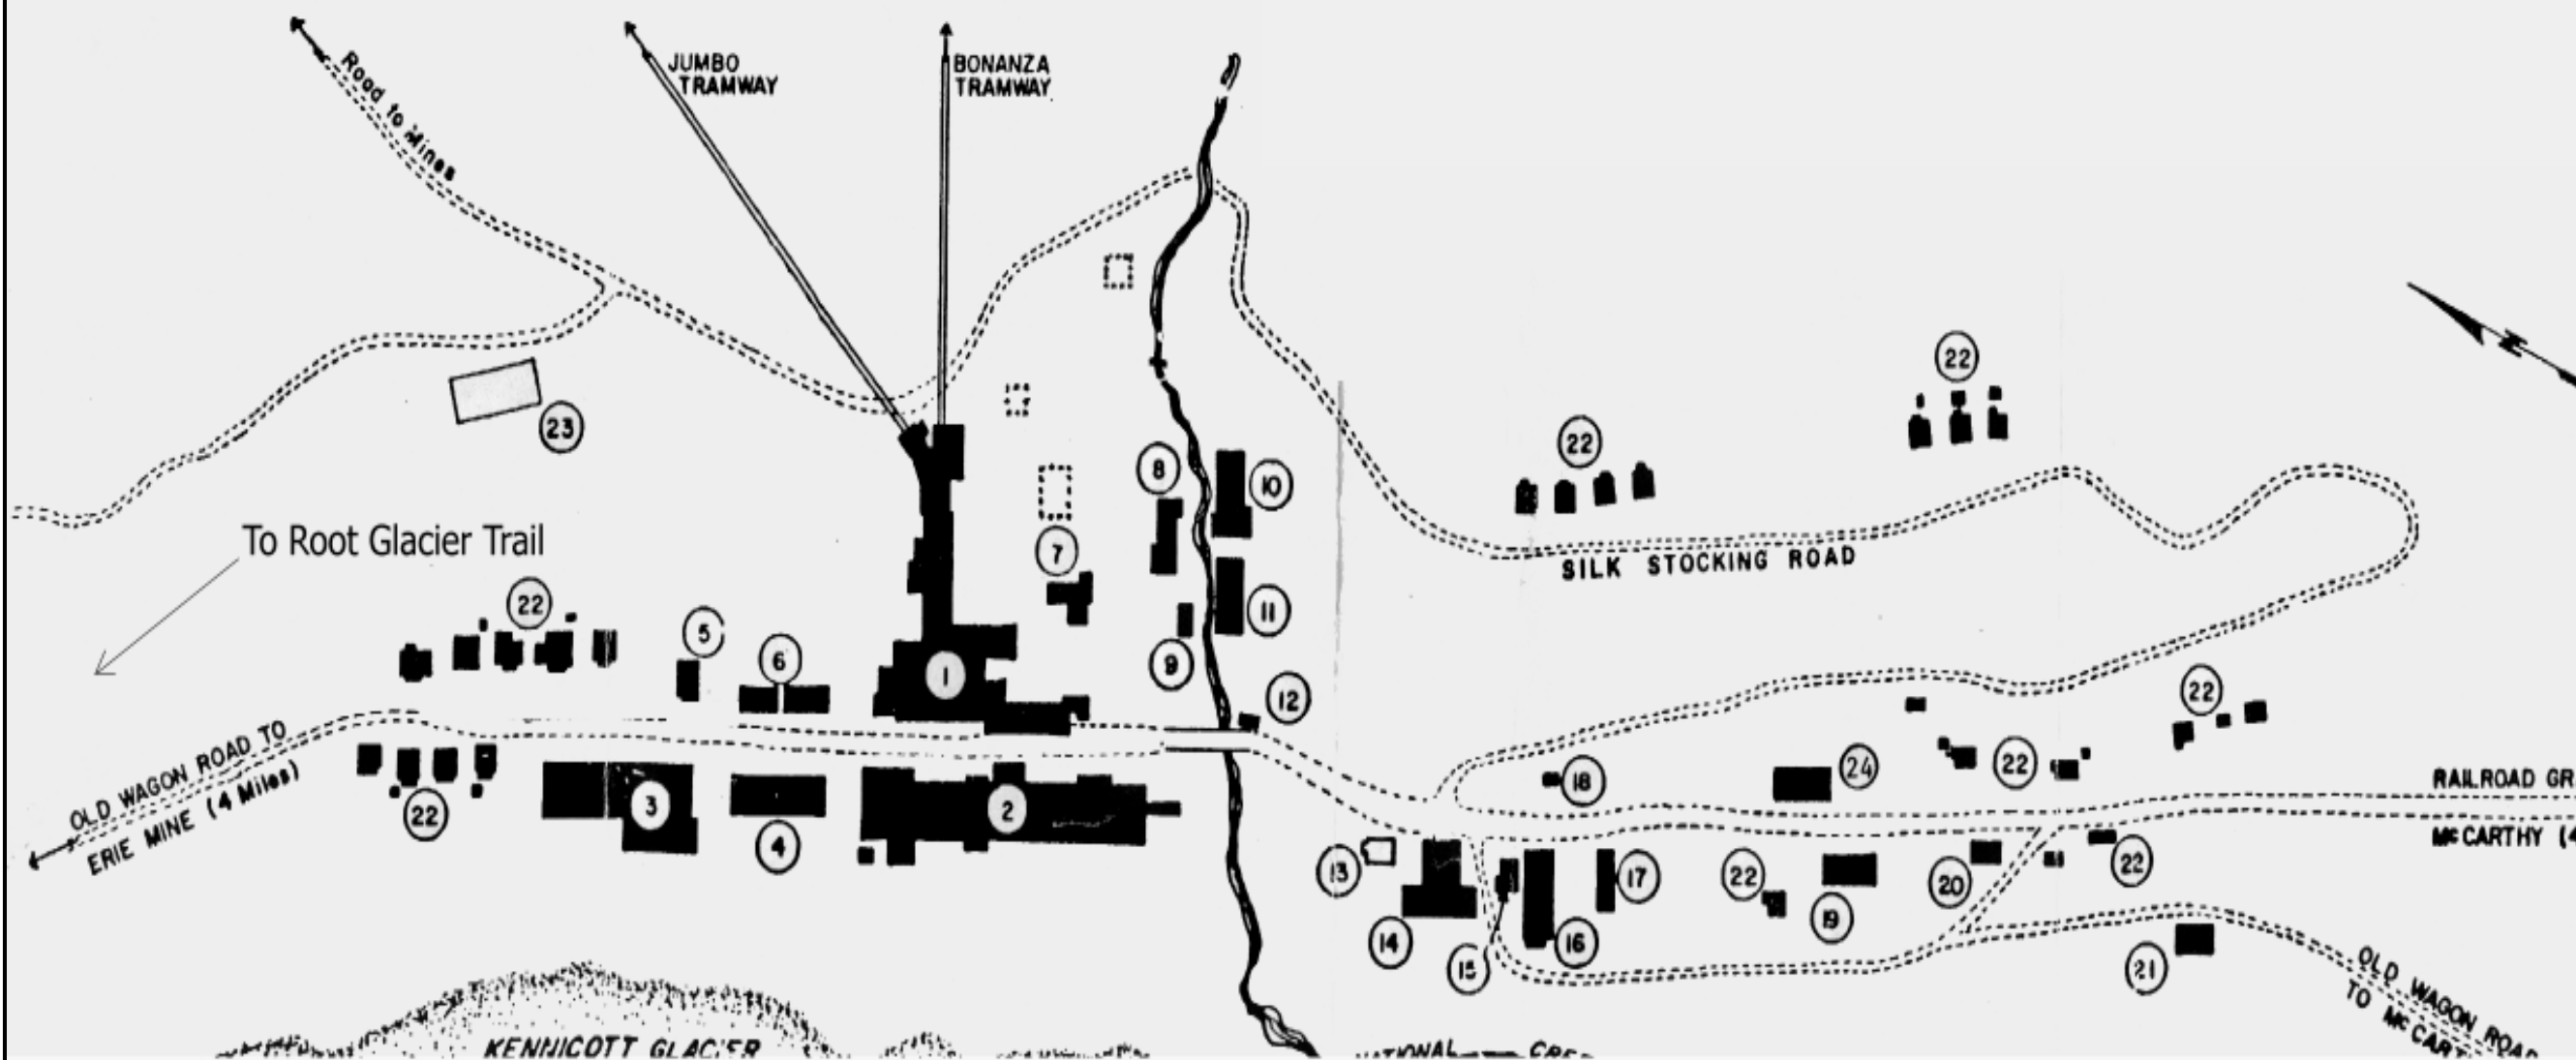 Road to Mines
JUMBO
TRAMWAY
BONANZA
TRAMWAY
N
22
23
22
8
10
To Root Glacier Trail
7
SILK STOCKING ROAD
22
5
6
1
11
9
12
22
OLD WAGON ROAD TO
ERIE MINE (4 Miles)
22
3
4
2
18
24
22
RAILROAD GR
McCARTHY (4
13
14
15
16
17
22
19
20
22
21
OLD WAGON ROAD
TO McCART
KENNICOTT GLACIER